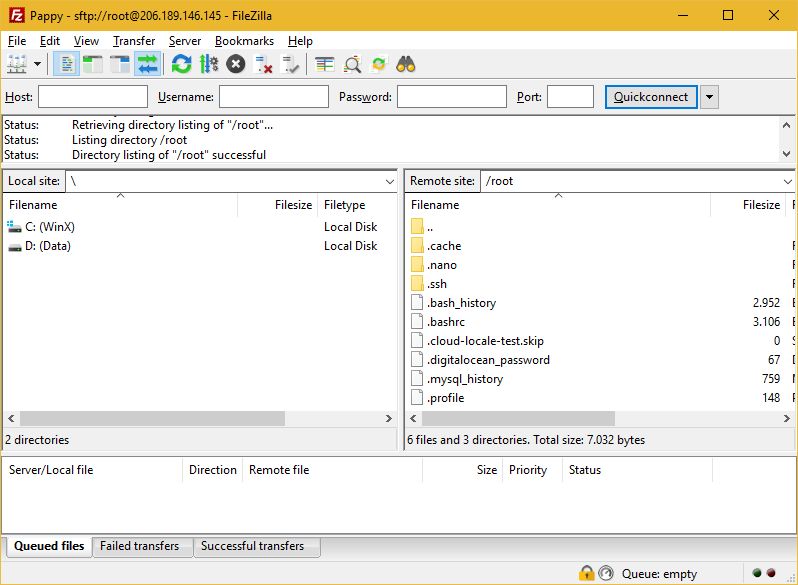 Pappy - sftp://root@206.189.146.145 - FileZilla
File Edit View Transfer Server Bookmarks Help
Host: Username: Password: Port: Quickconnect
Status: Retrieving directory listing of "/root"...
Status: Listing directory /root
Status: Directory listing of "/root" successful
Local site: \
Filename Filesize Filetype
C: (WinX) Local Disk
D: (Data) Local Disk
2 directories
Remote site: /root
Filename Filesize
..
.cache
.nano
.ssh
.bash_history 2.952
.bashrc 3.106
.cloud-locale-test.skip 0
.digitalocean_password 67
.mysql_history 759
.profile 148
6 files and 3 directories. Total size: 7.032 bytes
Server/Local file Direction Remote file Size Priority Status
Queued files Failed transfers Successful transfers
Queue: empty